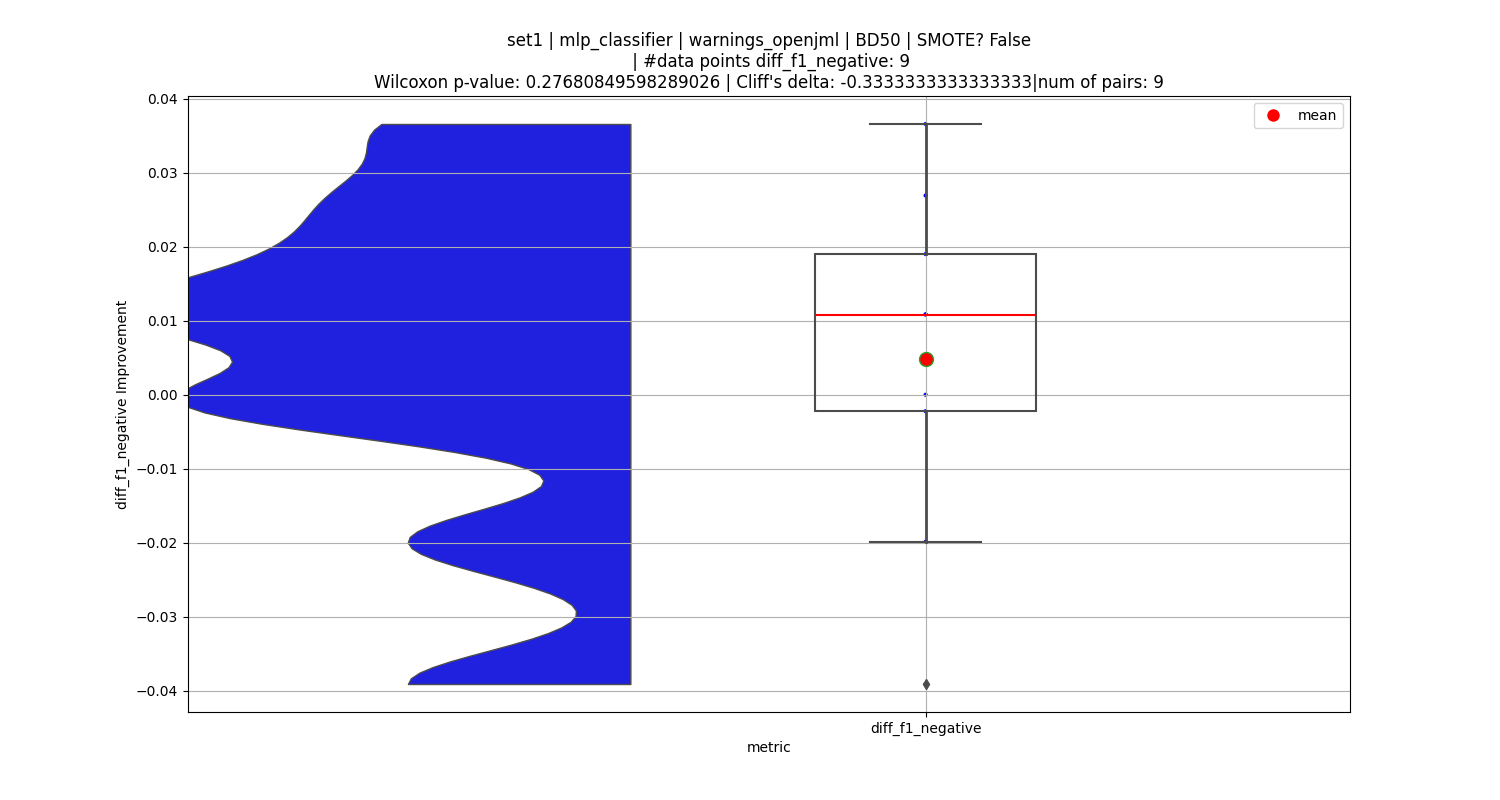 set1 | mlp_classifier | warnings_openjml | BD50 | SMOTE? False
| #data points diff_f1_negative: 9
Wilcoxon p-value: 0.27680849598289026 | Cliff's delta: -0.3333333333333333|num of pairs: 9
mean
0.04
0.03
0.02
0.01
0.00
−0.01
−0.02
−0.03
−0.04
diff_f1_negative Improvement
diff_f1_negative
metric